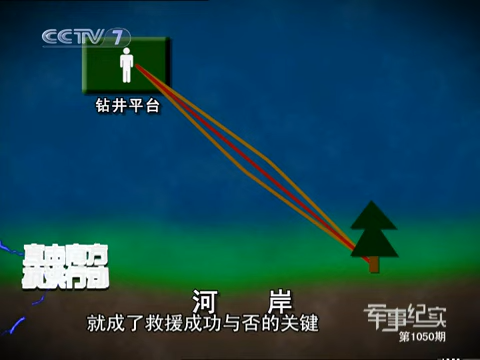 CCTV 7
钻井平台
河 岸
就成了救援成功与否的关键
军事纪实
第1050期